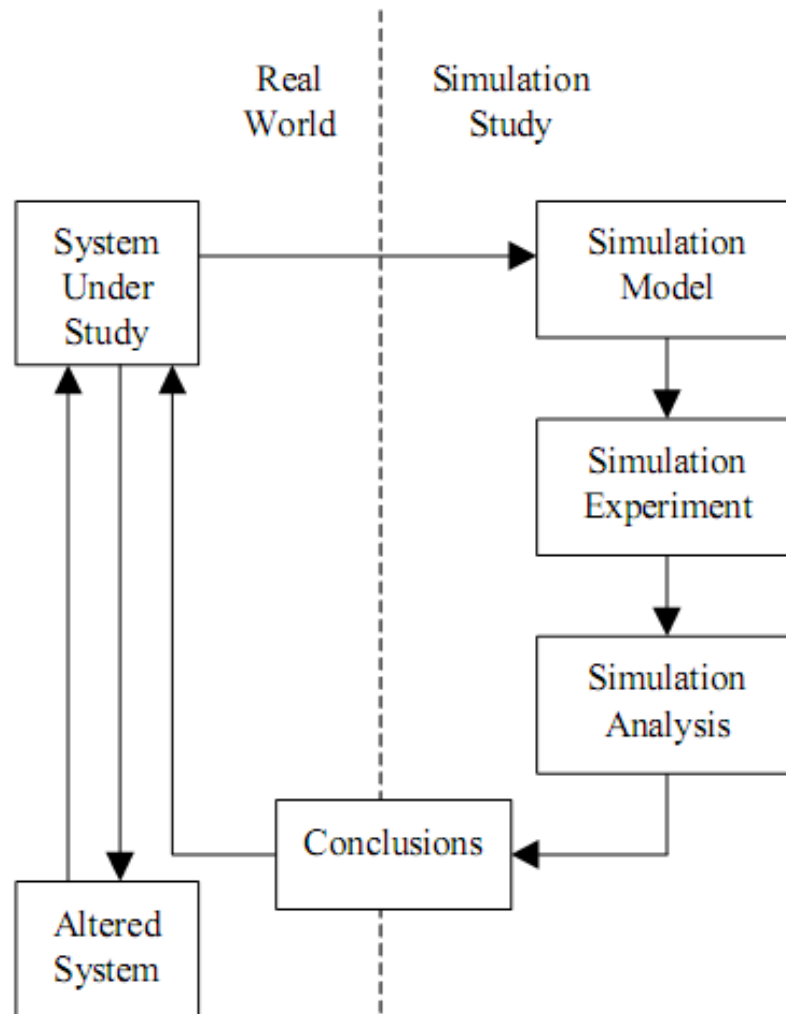 Real
World
Simulation
Study
System
Under
Study
Simulation
Model
Simulation
Experiment
Simulation
Analysis
Conclusions
Altered
System